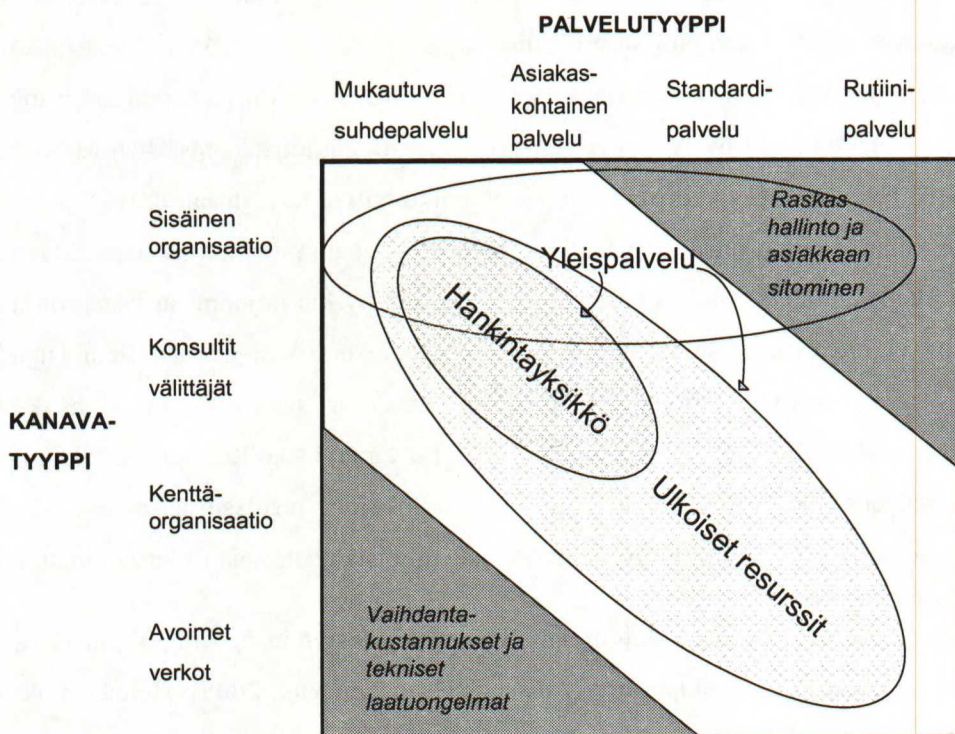 PALVELUTYYPPI
Mukautuva
suhdepalvelu
Asiakas-
kohtainen
palvelu
Standardi-
palvelu
Rutiini-
palvelu
Sisäinen
organisaatio
Raskas
hallinto ja
asiakkaan
sitominen
Yleispalvelu
Hankintayksikkö
Konsultit
välittäjät
KANAVA-
TYYPPI
Kenttä-
organisaatio
Ulkoiset resurssit
Avoimet
verkot
Vaihdanta-
kustannukset ja
tekniset
laatuongelmat